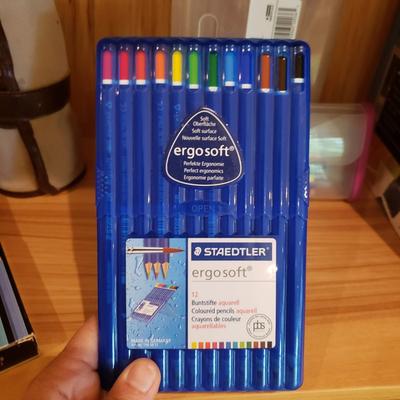 Soft
Oberfläche
Soft surface
Nouvelle surface Soft
ergosoft®
Perfekte Ergonomie
Perfect ergonomics
Ergonomie parfaite
OPEN
STAEDTLER®
ergosoft®
12
Buntstifte aquarell
Coloured pencils aquarell
Crayons de couleur
aquarellables
pbs
MADE IN GERMANY